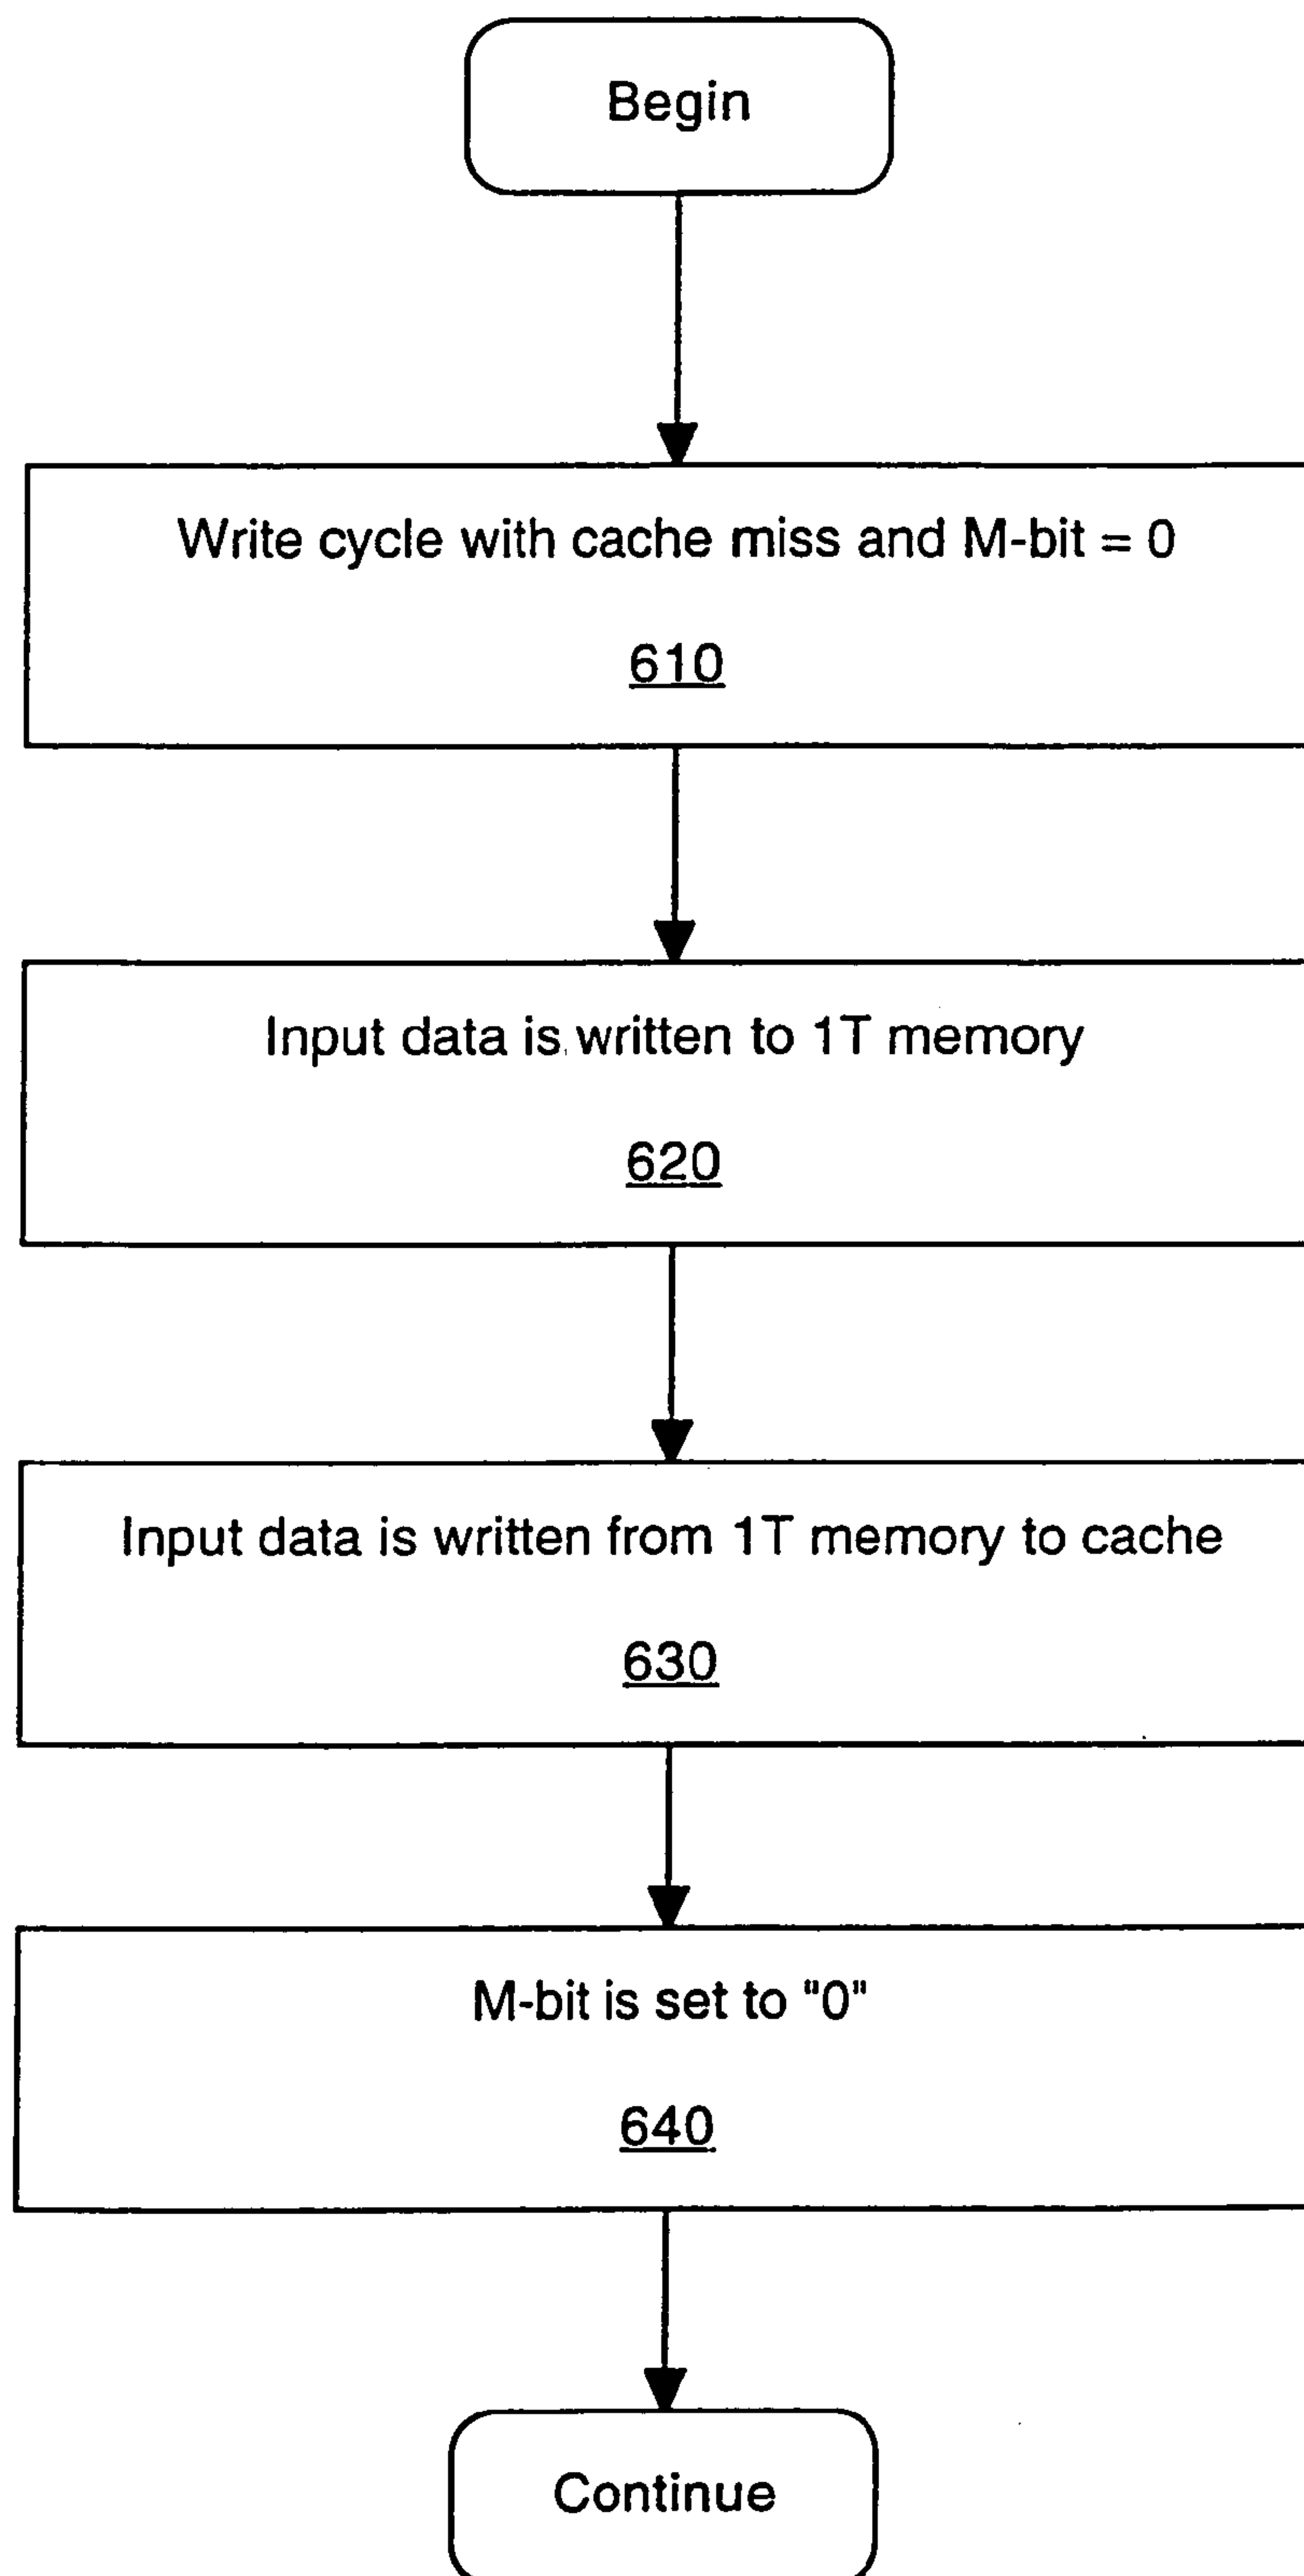 Begin
Write cycle with cache miss and M-bit = 0
610
Input data is written to 1T memory
620
Input data is written from 1T memory to cache
630
M-bit is set to "0"
640
Continue